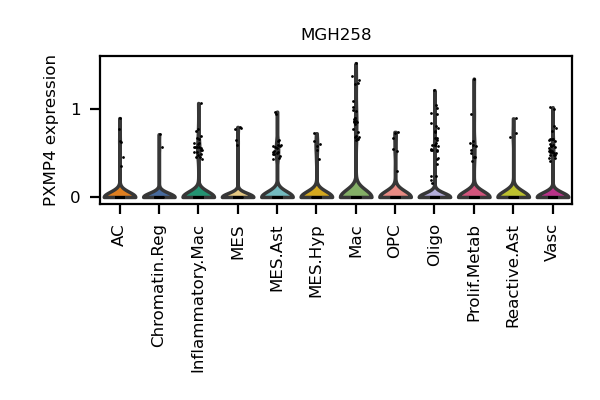 MGH258
PXMP4 expression
1
0
AC
Chromatin.Reg
Inflammatory.Mac
MES
MES.Ast
MES.Hyp
Mac
OPC
Oligo
Prolif.Metab
Reactive.Ast
Vasc